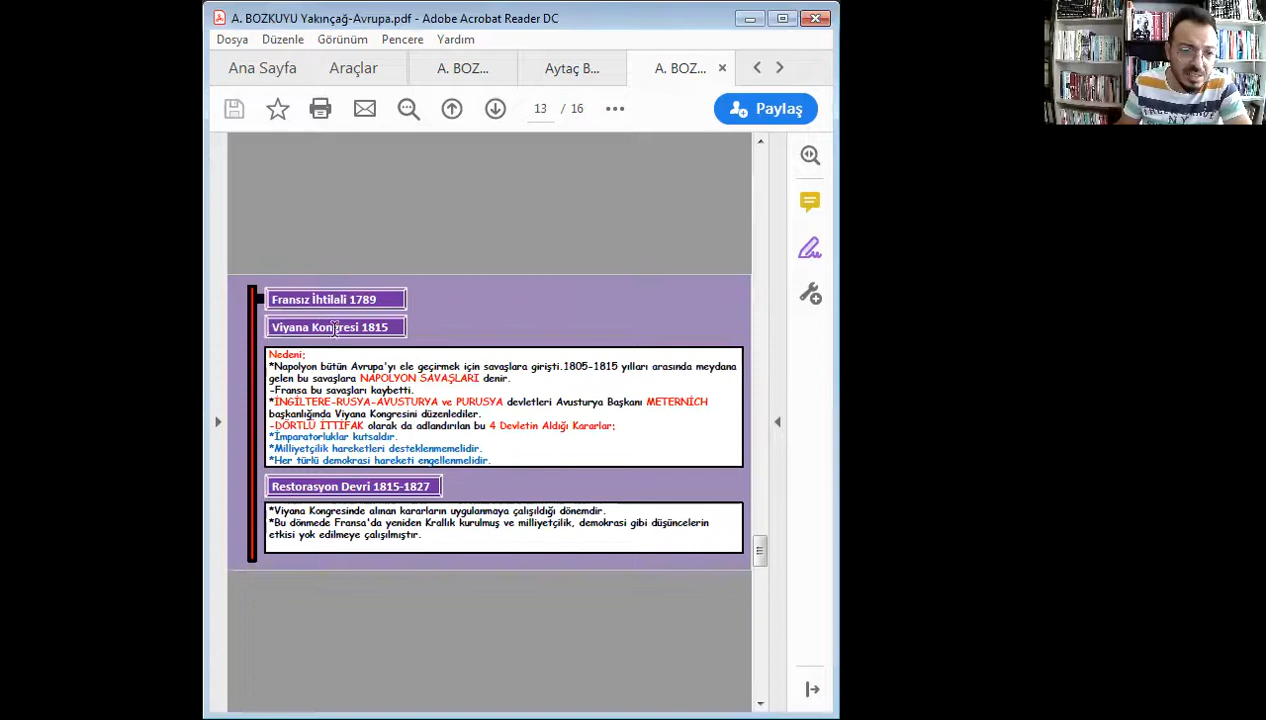 A. BOZKUYU Yakınçağ-Avrupa.pdf - Adobe Acrobat Reader DC
Dosya Düzenle Görünüm Pencere Yardım
Ana Sayfa Araçlar A. BOZ... Aytaç B... A. BOZ...
13 / 16 Paylaş
Fransız İhtilali 1789
Viyana Kongresi 1815
Nedeni;
*Napolyon bütün Avrupa'yı ele geçirmek için savaşlara girişti.1805-1815 yılları arasında meydana
gelen bu savaşlara NAPOLYON SAVAŞLARI denir.
-Fransa bu savaşları kaybetti.
*İNGİLTERE-RUSYA-AVUSTURYA ve PURUSYA devletleri Avusturya Başkanı METERNİCH
başkanlığında Viyana Kongresini düzenlediler.
-DÖRTLÜ İTTİFAK olarak da adlandırılan bu 4 Devletin Aldığı Kararlar;
*İmparatorluklar kutsaldır.
*Milliyetçilik hareketleri desteklenmemelidir.
*Her türlü demokrasi hareketi engellenmelidir.
Restorasyon Devri 1815-1827
*Viyana Kongresinde alınan kararların uygulanmaya çalışıldığı dönemdir.
*Bu dönmede Fransa'da yeniden Krallık kurulmuş ve milliyetçilik, demokrasi gibi düşüncelerin
etkisi yok edilmeye çalışılmıştır.